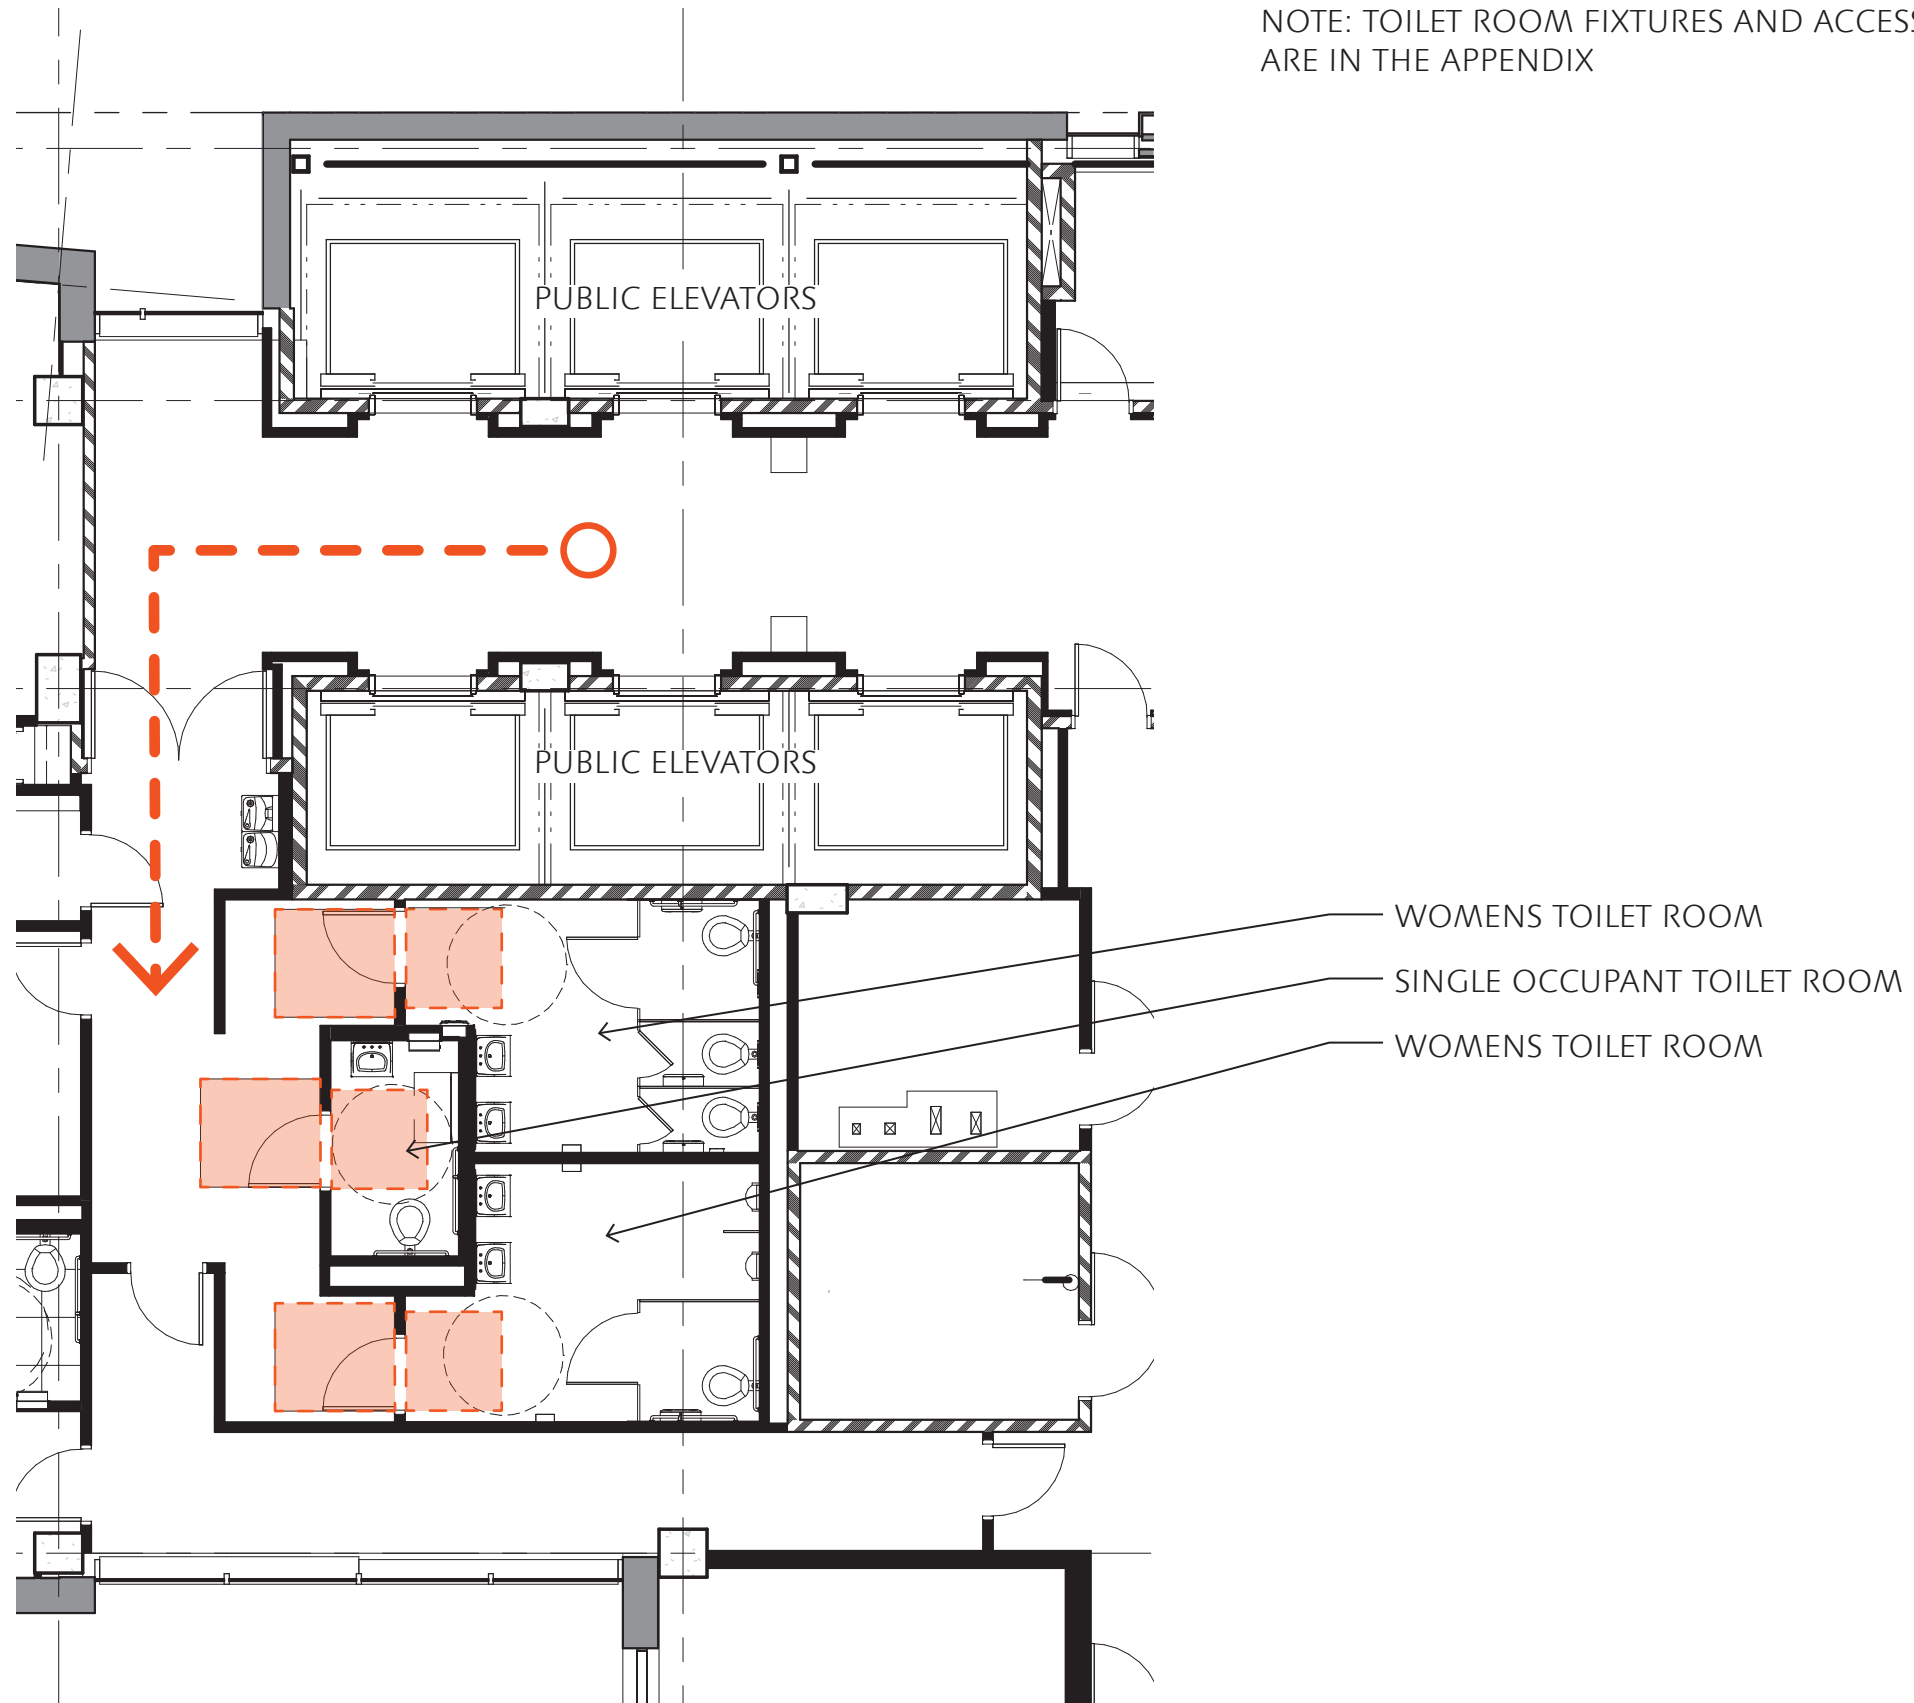 NOTE: TOILET ROOM FIXTURES AND
ARE IN THE APPENDIX
PUBLIC ELEVATORS
PUBLIC ELEVATORS
WOMENS TOILET ROOM
SINGLE OCCUPANT TOILET ROOM
WOMENS TOILET ROOM